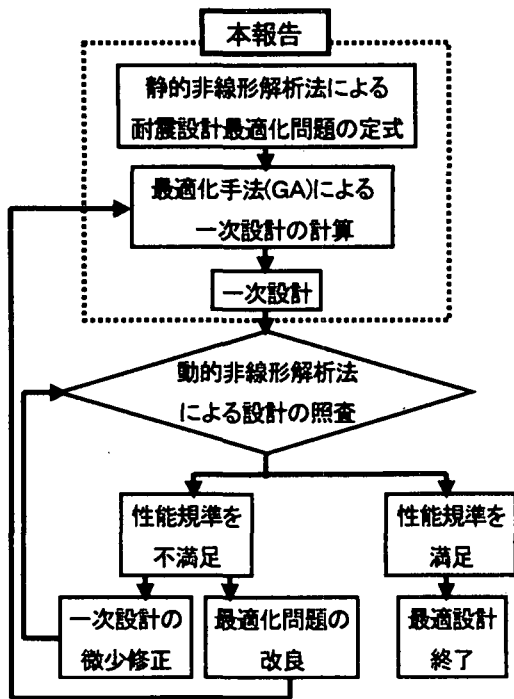 本報告
静的非線形解析法による
耐震設計最適化問題の定式
最適化手法(GA)による
一次設計の計算
一次設計
動的非線形解析法
による設計の照査
性能規準を
不満足
性能規準を
満足
一次設計の
微少修正
最適化問題の
改良
最適設計
終了